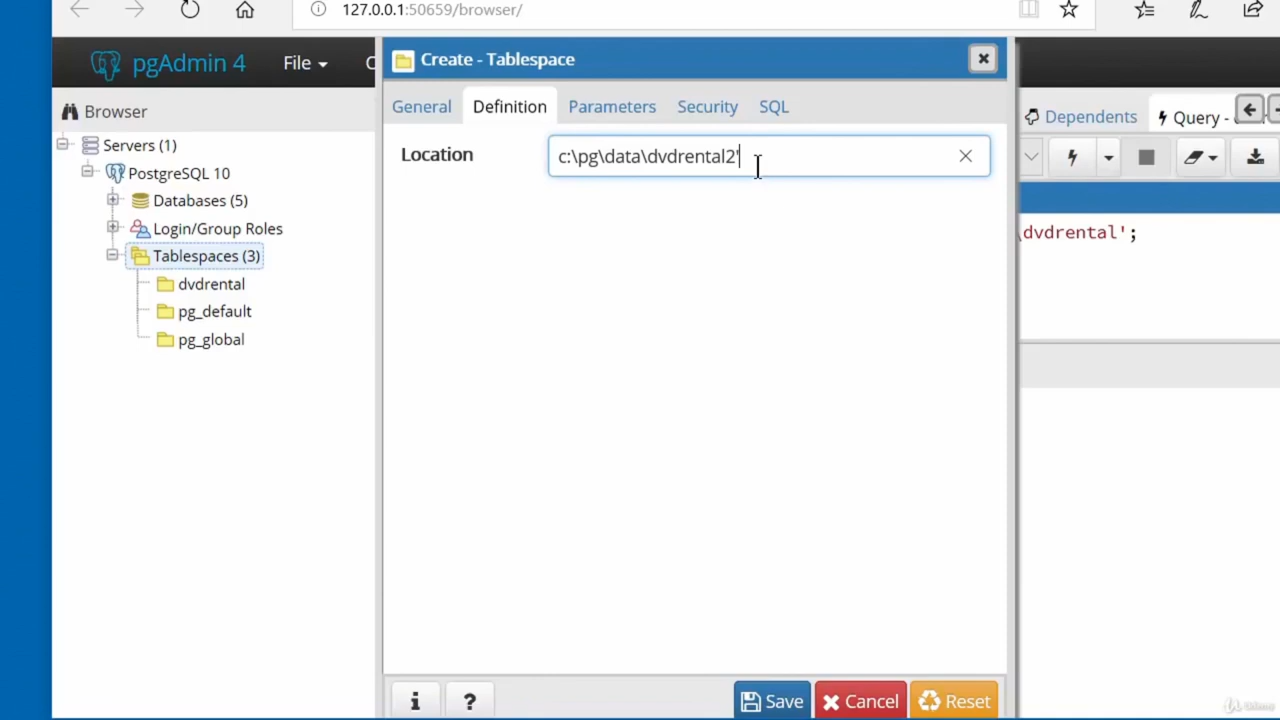 127.0.0.1:50659/browser/
pgAdmin 4
File
Create - Tablespace
Browser
General
Definition
Parameters
Security
SQL
Dependents
Query -
Servers (1)
PostgreSQL 10
Databases (5)
Login/Group Roles
Tablespaces (3)
dvdrental
pg_default
pg_global
Location
c:\pg\data\dvdrental2'
\dvdrental';
i
?
Save
Cancel
Reset
Udemy